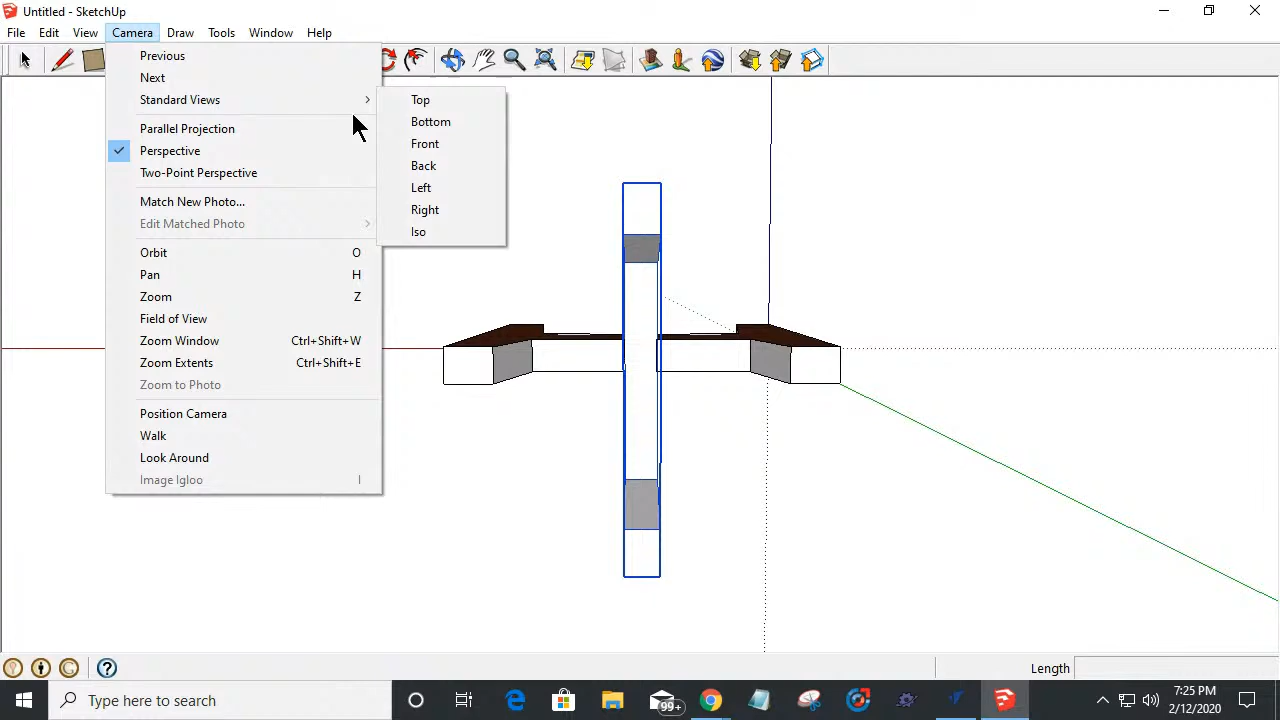 Untitled - SketchUp
File Edit View Camera Draw Tools Window Help
Previous
Next
Standard Views
Parallel Projection
Perspective
Two-Point Perspective
Match New Photo...
Edit Matched Photo
Orbit O
Pan H
Zoom Z
Field of View
Zoom Window Ctrl+Shift+W
Zoom Extents Ctrl+Shift+E
Zoom to Photo
Position Camera
Walk
Look Around
Image Igloo I
Top
Bottom
Front
Back
Left
Right
Iso
Length
Type here to search
99+
7:25 PM
2/12/2020